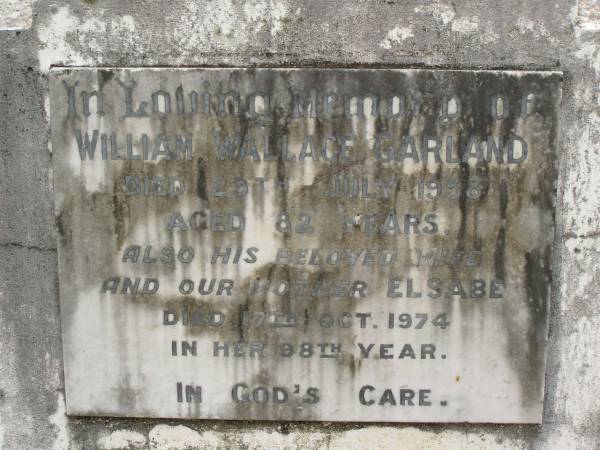 In Loving Memory of
WILLIAM WALLACE GARLAND
DIED 29TH JULY 1958
AGED 82 YEARS.
ALSO HIS BELOVED WIFE
AND OUR MOTHER ELSABE
DIED 17TH OCT. 1974
IN HER 98TH YEAR.
IN GOD'S CARE.